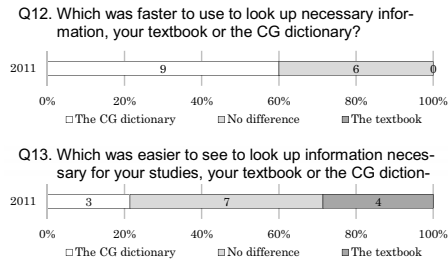 Q12. Which was faster to use to look up necessary infor-
mation, your textbook or the CG dictionary?
2011 9 6 0
0% 20% 40% 60% 80% 100%
□The CG dictionary □No difference ■The textbook
Q13. Which was easier to see to look up information neces-
sary for your studies, your textbook or the CG diction-
2011 3 7 4
0% 20% 40% 60% 80% 100%
□The CG dictionary □No difference ■The textbook